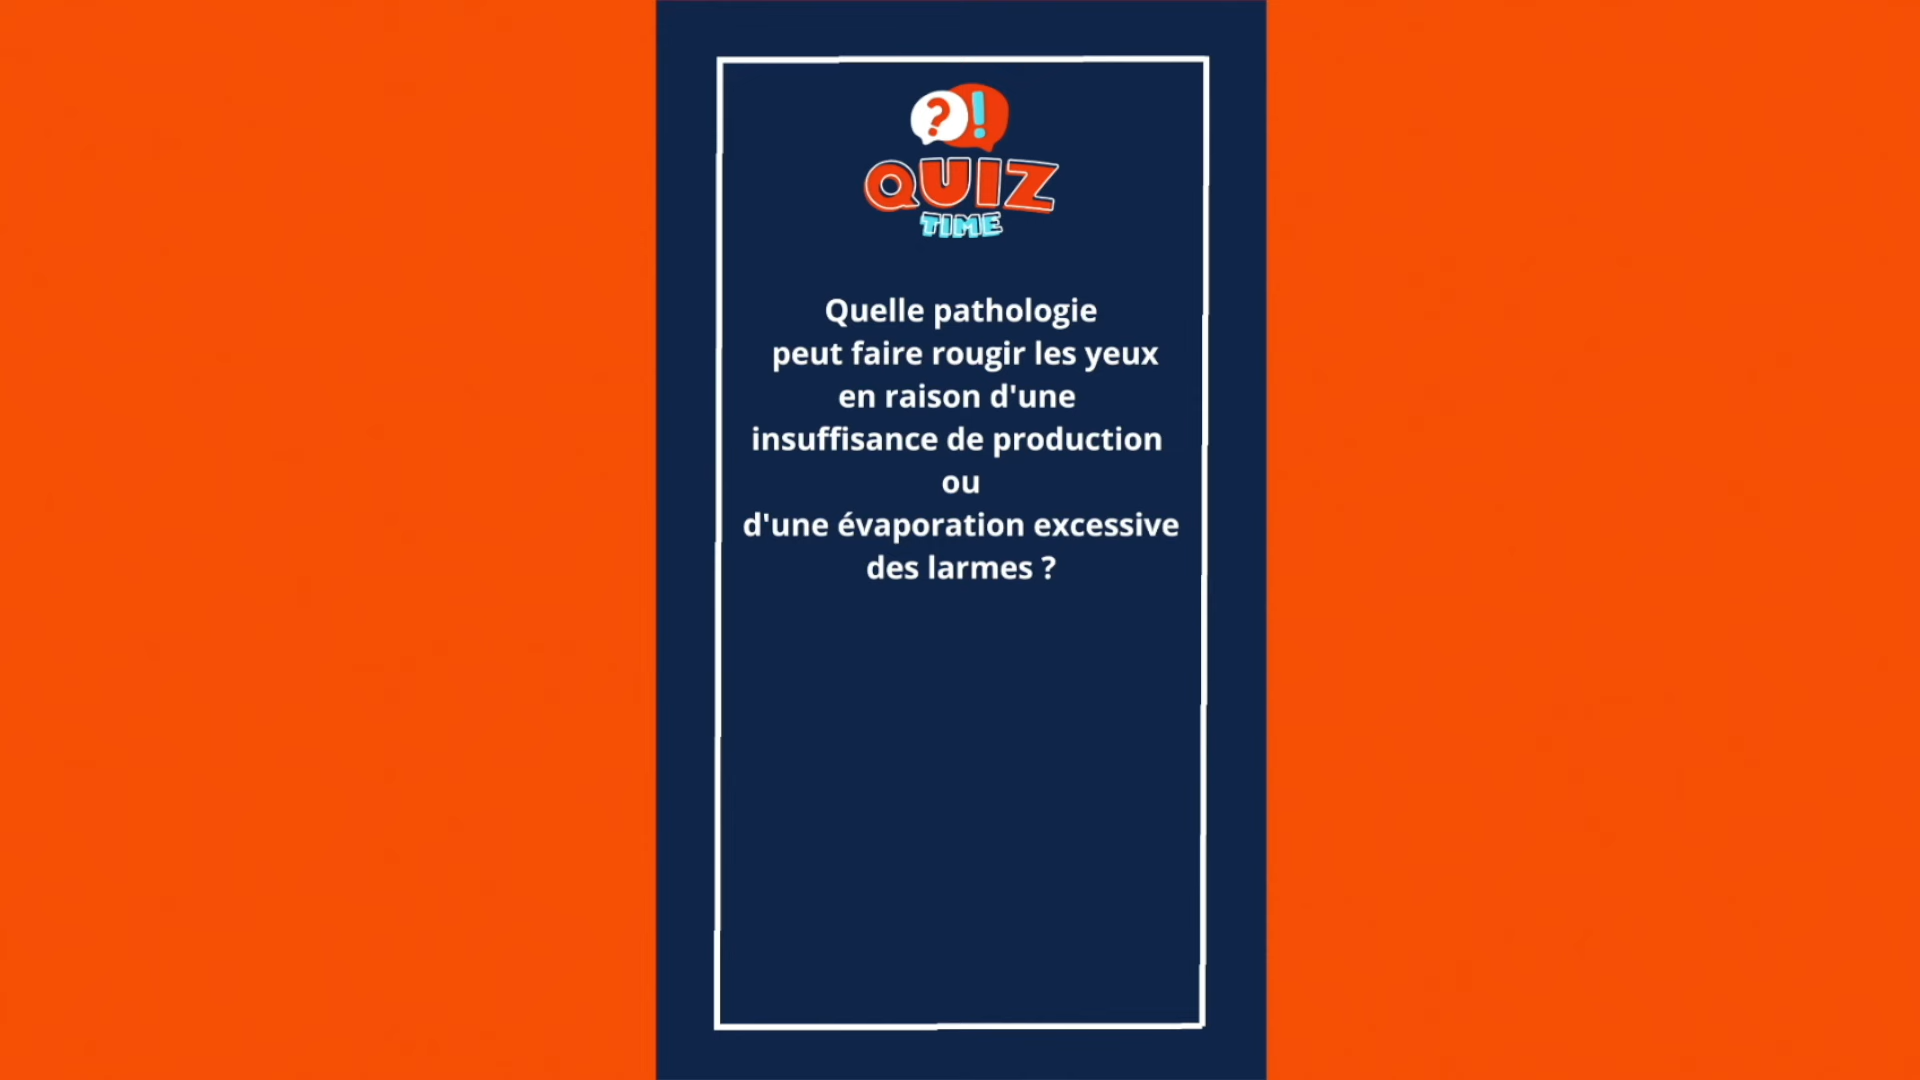 ?!
QUIZ
TIME
Quelle pathologie
peut faire rougir les yeux
en raison d'une
insuffisance de production
ou
d'une évaporation excessive
des larmes ?